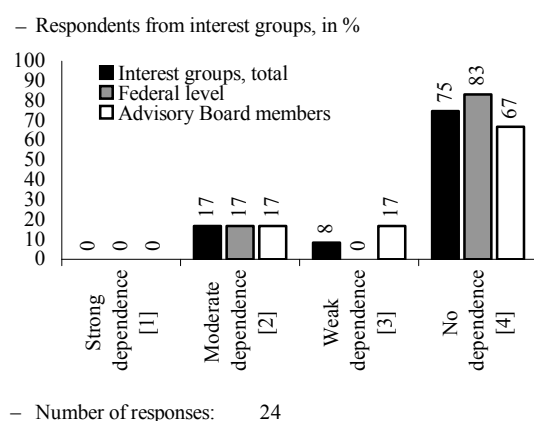 – Respondents from interest groups, in %
100
90
80
70
60
50
40
30
20
10
0
Interest groups, total
Federal level
Advisory Board members
0
0
0
17
17
17
8
0
17
75
83
67
Strong
dependence
[1]
Moderate
dependence
[2]
Weak
dependence
[3]
No
dependence
[4]
– Number of responses: 24